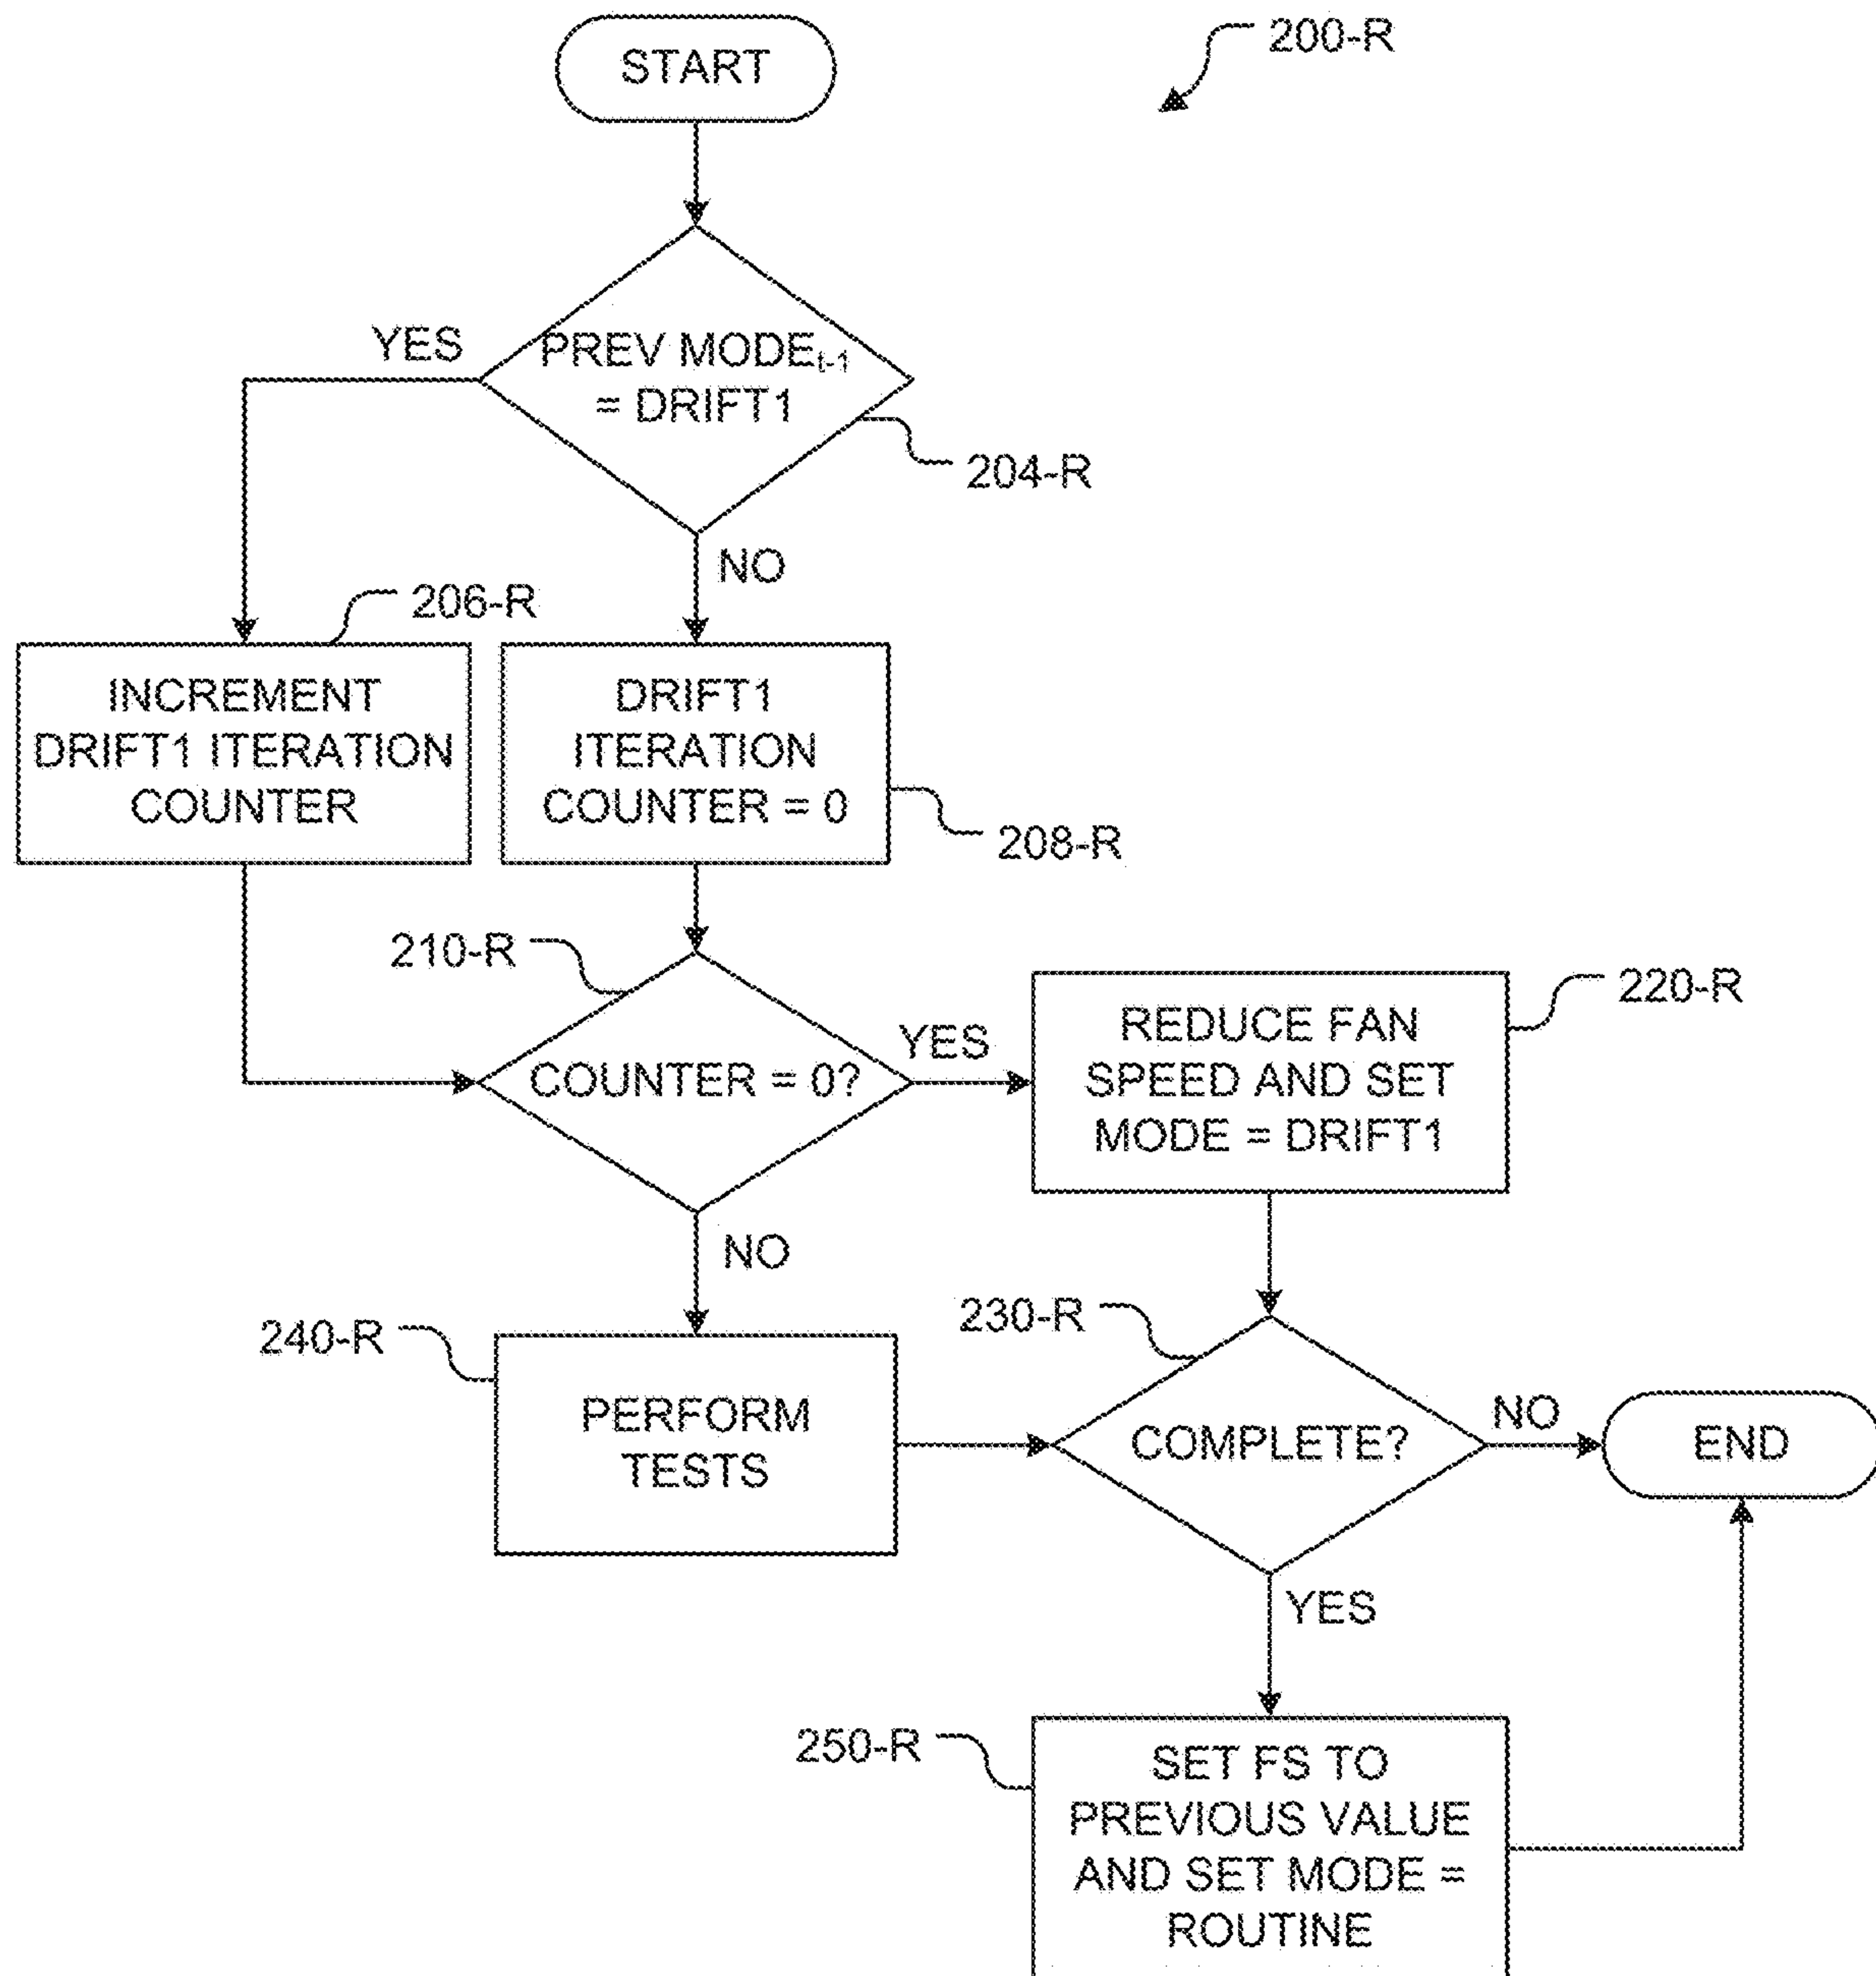 200-R
START
YES
PREV MODE_{t-1}
= DRIFT1
204-R
NO
206-R
INCREMENT
DRIFT1 ITERATION
COUNTER
DRIFT1
ITERATION
COUNTER = 0
208-R
210-R
COUNTER = 0?
YES
REDUCE FAN
SPEED AND SET
MODE = DRIFT1
220-R
NO
240-R
PERFORM
TESTS
230-R
COMPLETE?
NO
END
YES
250-R
SET FS TO
PREVIOUS VALUE
AND SET MODE =
ROUTINE